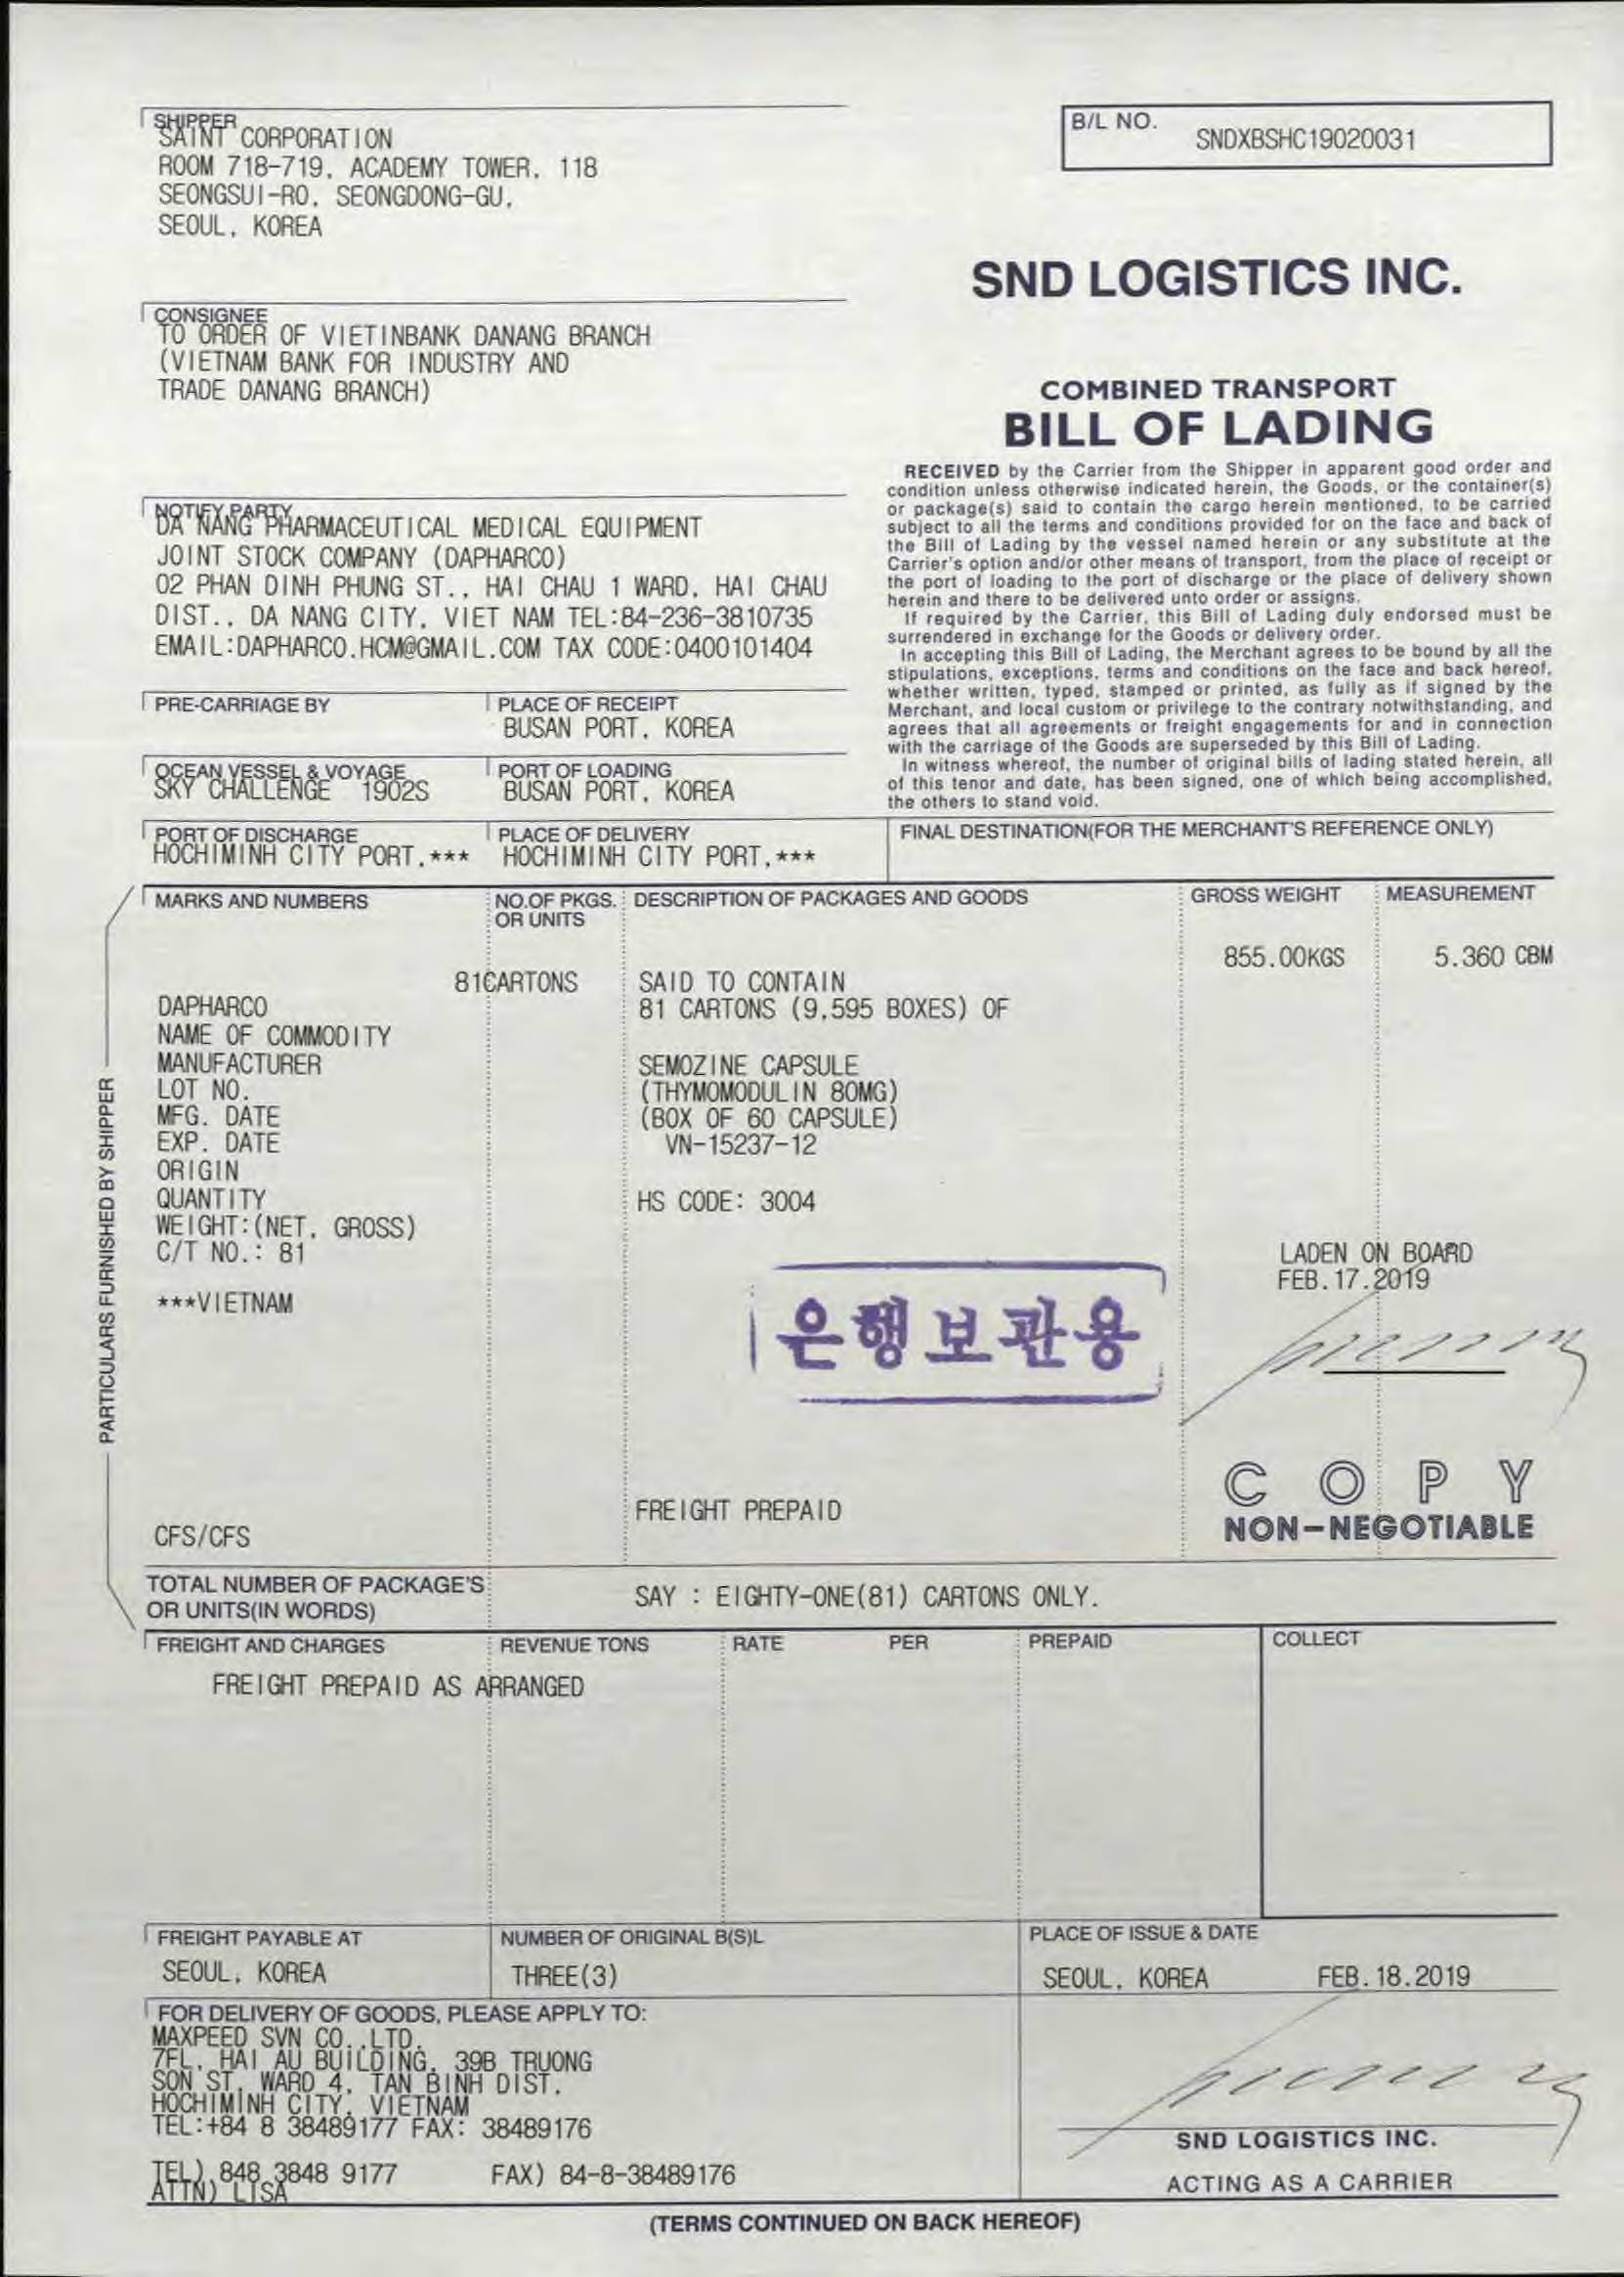 SHIPPER
SAINT CORPORATION
ROOM 718-719, ACADEMY TOWER, 118
SEONGSUI-RO, SEONGDONG-GU,
SEOUL, KOREA
B/L NO.
SNDXBSHC19020031
SND LOGISTICS INC.
CONSIGNEE
TO ORDER OF VIETINBANK DANANG BRANCH
(VIETNAM BANK FOR INDUSTRY AND
TRADE DANANG BRANCH)
COMBINED TRANSPORT
BILL OF LADING
RECEIVED by the Carrier from the Shipper in apparent good order and
condition unless otherwise indicated herein, the Goods, or the container(s)
or package(s) said to contain the cargo herein mentioned, to be carried
subject to all the terms and conditions provided for on the face and back of
the Bill of Lading by the vessel named herein or any substitute at the
Carrier's option and/or other means of transport, from the place of receipt or
the port of loading to the port of discharge or the place of delivery shown
herein and there to be delivered unto order or assigns.
If required by the Carrier, this Bill of Lading duly endorsed must be
surrendered in exchange for the Goods or delivery order.
In accepting this Bill of Lading, the Merchant agrees to be bound by all the
stipulations, exceptions, terms and conditions on the face and back hereof,
whether written, typed, stamped or printed, as fully as if signed by the
Merchant, and local custom or privilege to the contrary notwithstanding, and
agrees that all agreements or freight engagements for and in connection
with the carriage of the Goods are superseded by this Bill of Lading.
In witness whereof, the number of original bills of lading stated herein, all
of this tenor and date, has been signed, one of which being accomplished,
the others to stand void.
NOTIFY PARTY
DA NANG PHARMACEUTICAL MEDICAL EQUIPMENT
JOINT STOCK COMPANY (DAPHARCO)
02 PHAN DINH PHUNG ST., HAI CHAU 1 WARD, HAI CHAU
DIST., DA NANG CITY, VIET NAM TEL:84-236-3810735
EMAIL:DAPHARCO.HCM@GMAIL.COM TAX CODE:0400101404
PRE-CARRIAGE BY
PLACE OF RECEIPT
BUSAN PORT, KOREA
OCEAN VESSEL & VOYAGE
SKY CHALLENGE 1902S
PORT OF LOADING
BUSAN PORT, KOREA
PORT OF DISCHARGE
HOCHIMINH CITY PORT,***
PLACE OF DELIVERY
HOCHIMINH CITY PORT,***
FINAL DESTINATION(FOR THE MERCHANT'S REFERENCE ONLY)
PARTICULARS FURNISHED BY SHIPPER
MARKS AND NUMBERS
NO.OF PKGS.
OR UNITS
DESCRIPTION OF PACKAGES AND GOODS
GROSS WEIGHT
MEASUREMENT
855.00KGS
5.360 CBM
81CARTONS
SAID TO CONTAIN
81 CARTONS (9,595 BOXES) OF
DAPHARCO
NAME OF COMMODITY
MANUFACTURER
LOT NO.
MFG. DATE
EXP. DATE
ORIGIN
QUANTITY
WEIGHT:(NET, GROSS)
C/T NO.: 81
***VIETNAM
SEMOZINE CAPSULE
(THYMOMODULIN 80MG)
(BOX OF 60 CAPSULE)
VN-15237-12
HS CODE: 3004
LADEN ON BOARD
FEB.17.2019
은행보관용
COPY
NON-NEGOTIABLE
FREIGHT PREPAID
CFS/CFS
TOTAL NUMBER OF PACKAGE'S
OR UNITS(IN WORDS)
SAY : EIGHTY-ONE(81) CARTONS ONLY.
FREIGHT AND CHARGES
REVENUE TONS
RATE
PER
PREPAID
COLLECT
FREIGHT PREPAID AS ARRANGED
FREIGHT PAYABLE AT
SEOUL, KOREA
NUMBER OF ORIGINAL B(S)L
THREE(3)
PLACE OF ISSUE & DATE
SEOUL, KOREA FEB.18.2019
FOR DELIVERY OF GOODS, PLEASE APPLY TO:
MAXPEED SVN CO.,LTD.
7FL, HAI AU BUILDING, 39B TRUONG
SON ST, WARD 4, TAN BINH DIST.
HOCHIMINH CITY, VIETNAM
TEL:+84 8 38489177 FAX: 38489176
TEL) 848 3848 9177 FAX) 84-8-38489176
ATTN) LISA
SND LOGISTICS INC.
ACTING AS A CARRIER
(TERMS CONTINUED ON BACK HEREOF)